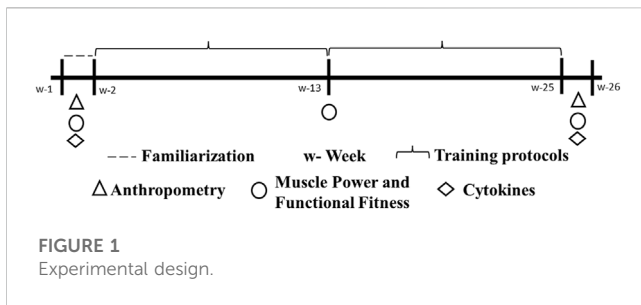 w-1 w-2 w-13 w-25 w-26
Familiarization w- Week Training protocols
Anthropometry Muscle Power and Functional Fitness Cytokines
FIGURE 1
Experimental design.